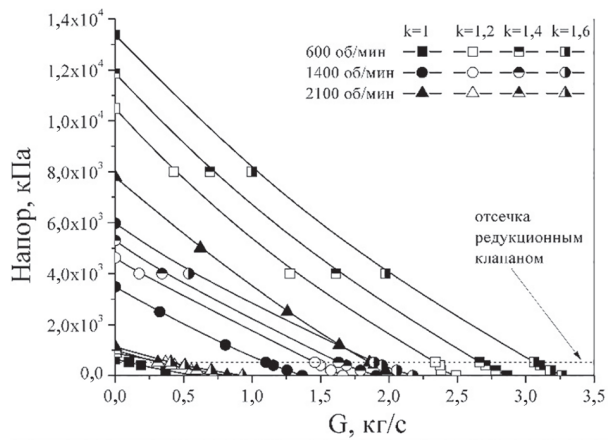 k=1 k=1,2 k=1,4 k=1,6
600 об/мин
1400 об/мин
2100 об/мин
1,4x10⁴
1,2x10⁴
1,0x10⁴
8,0x10³
6,0x10³
4,0x10³
2,0x10³
0,0
Напор, кПа
отсечка
редукционным
клапаном
0,0 0,5 1,0 1,5 2,0 2,5 3,0 3,5
G, кг/с